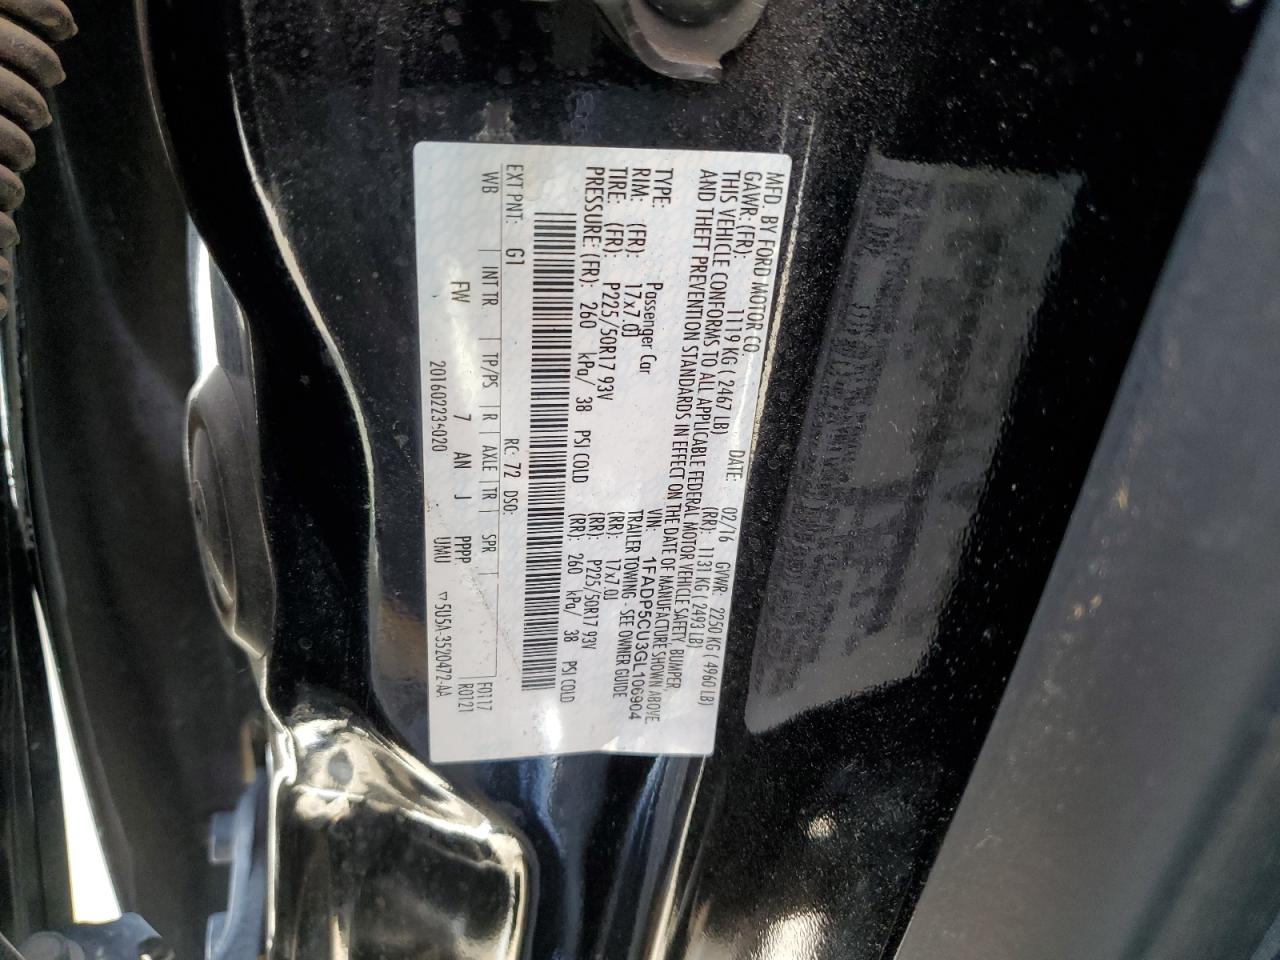 MFD. BY FORD MOTOR CO.
DATE: 02/16 GVWR: 2250 KG ( 4960 LB)
GAWR: (FR): 1119 KG ( 2467 LB) (RR): 1131 KG ( 2493 LB)
THIS VEHICLE CONFORMS TO ALL APPLICABLE FEDERAL MOTOR VEHICLE SAFETY, BUMPER,
AND THEFT PREVENTION STANDARDS IN EFFECT ON THE DATE OF MANUFACTURE SHOWN ABOVE.
VIN: 1FADP5CU3GL106904
TYPE: Passenger Car TRAILER TOWING - SEE OWNER GUIDE
RIM: (FR): 17x7.0J (RR): 17x7.0J
TIRE: (FR): P225/50R17 93V (RR): P225/50R17 93V
PRESSURE: (FR): 260 kPa/ 38 PSI COLD (RR): 260 kPa/ 38 PSI COLD
EXT PNT: G1 RC: 72 DSO: F0117
WB INT TR TP/PS R AXLE TR SPR R0121
FW 7 AN J PPPP
UMU ▽ 5U5A-3520472-AA